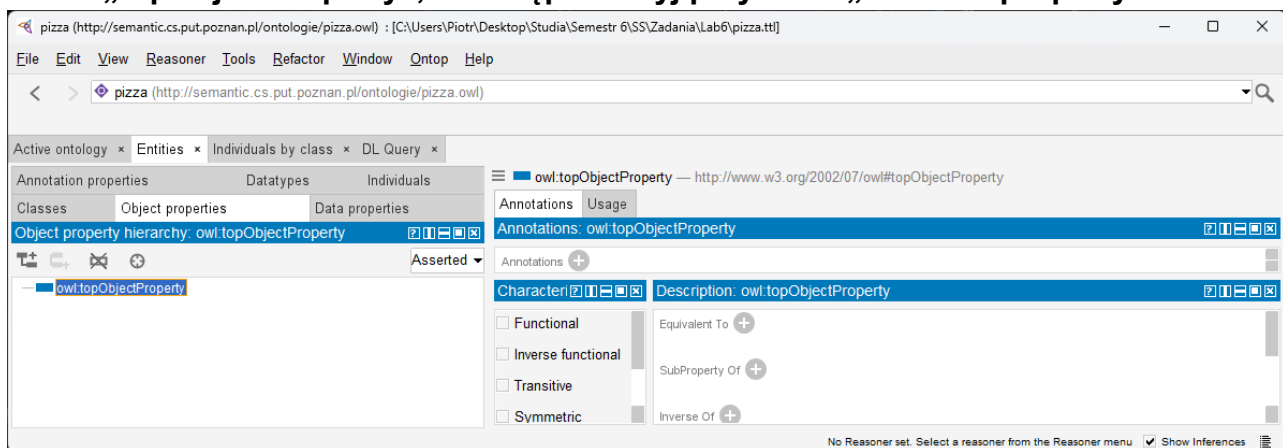 pizza (http://semantic.cs.put.poznan.pl/ontologie/pizza.owl) : [C:\Users\Piotr\Desktop\Studia\Semestr 6\SS\Zadania\Lab6\pizza.ttl]
File Edit View Reasoner Tools Refactor Window Ontop Help
pizza (http://semantic.cs.put.poznan.pl/ontologie/pizza.owl)
Active ontology × Entities × Individuals by class × DL Query ×
Annotation properties Datatypes Individuals
Classes Object properties Data properties
Object property hierarchy: owl:topObjectProperty
Asserted
owl:topObjectProperty
owl:topObjectProperty — http://www.w3.org/2002/07/owl#topObjectProperty
Annotations Usage
Annotations: owl:topObjectProperty
Annotations
Characteri
Functional
Inverse functional
Transitive
Symmetric
Description: owl:topObjectProperty
Equivalent To
SubProperty Of
Inverse Of
No Reasoner set. Select a reasoner from the Reasoner menu Show Inferences